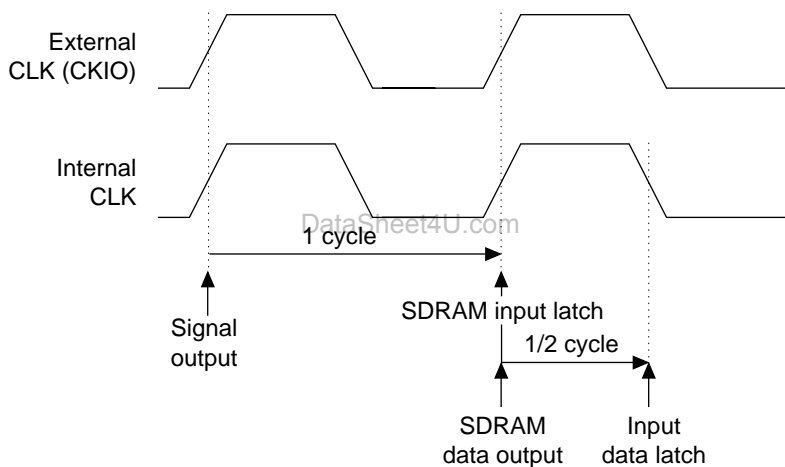 External
CLK (CKIO)
Internal
CLK
DataSheet4U.com
1 cycle
Signal
output
SDRAM input latch
1/2 cycle
SDRAM
data output
Input
data latch